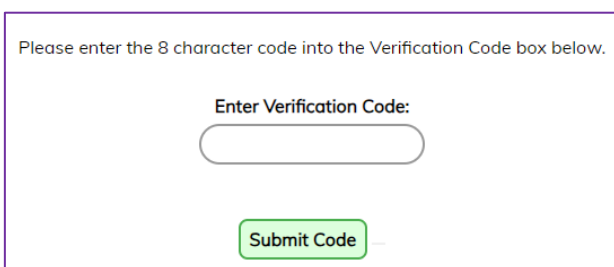 Please enter the 8 character code into the Verification Code box below.
Enter Verification Code:
Submit Code